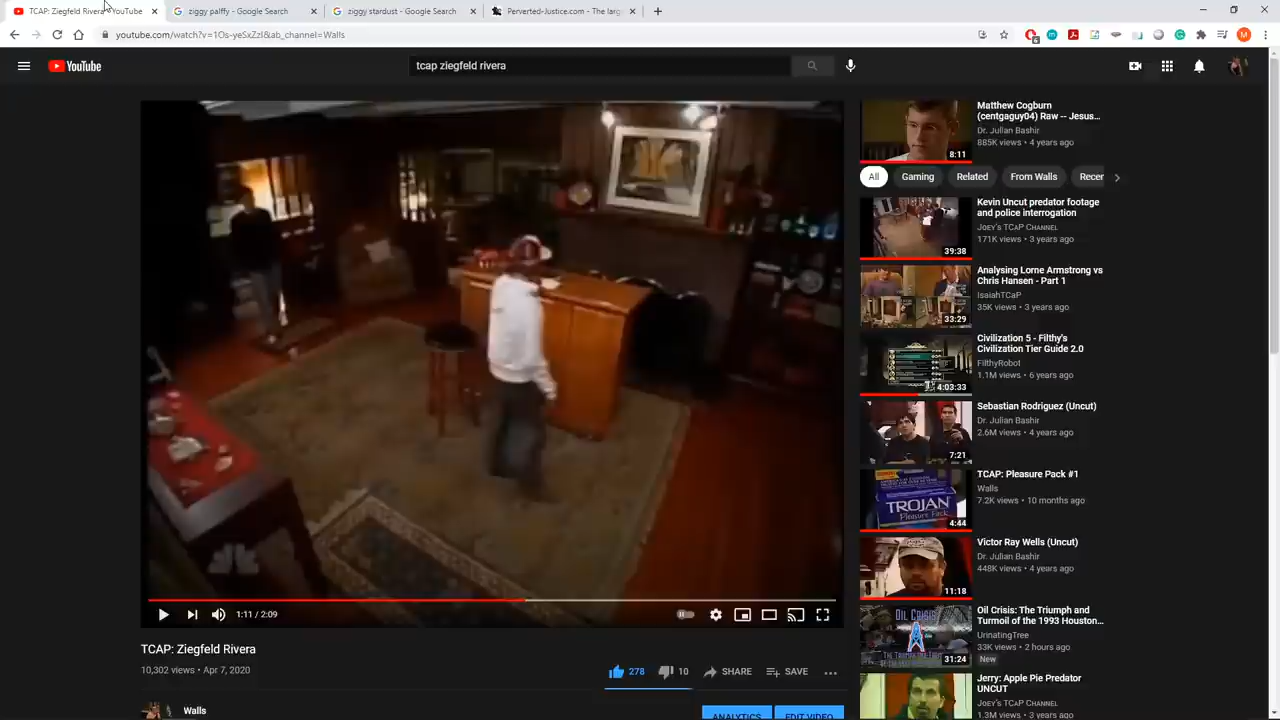 TCAP: Ziegfeld Rivera - YouTube
ziggy palffy - Google Search
ziggy stardust - Google Search
Perverted-Justice.com - The larg
youtube.com/watch?v=1Os-yeSxZzI&ab_channel=Walls
YouTube
tcap ziegfeld rivera
Matthew Cogburn
(centgaguy04) Raw -- Jesus...
Dr. Julian Bashir
885K views • 4 years ago
8:11
All
Gaming
Related
From Walls
Recer
Kevin Uncut predator footage
and police interrogation
Joey's TCaP Channel
171K views • 3 years ago
39:38
Analysing Lorne Armstrong vs
Chris Hansen - Part 1
IsaiahTCaP
35K views • 3 years ago
33:29
Civilization 5 - Filthy's
Civilization Tier Guide 2.0
FilthyRobot
1.1M views • 6 years ago
4:03:33
Sebastian Rodriguez (Uncut)
Dr. Julian Bashir
2.6M views • 4 years ago
7:21
TCAP: Pleasure Pack #1
Walls
7.2K views • 10 months ago
TROJAN
Pleasure Pack
4:44
Victor Ray Wells (Uncut)
Dr. Julian Bashir
448K views • 4 years ago
11:18
Oil Crisis: The Triumph and
Turmoil of the 1993 Houston...
UrinatingTree
33K views • 2 hours ago
New
OIL CRISIS
31:24
Jerry: Apple Pie Predator
UNCUT
Joey's TCaP Channel
1.3M views • 3 years ago
1:11 / 2:09
TCAP: Ziegfeld Rivera
10,302 views • Apr 7, 2020
278
10
SHARE
SAVE
Walls
ANALYTICS
EDIT VIDEO